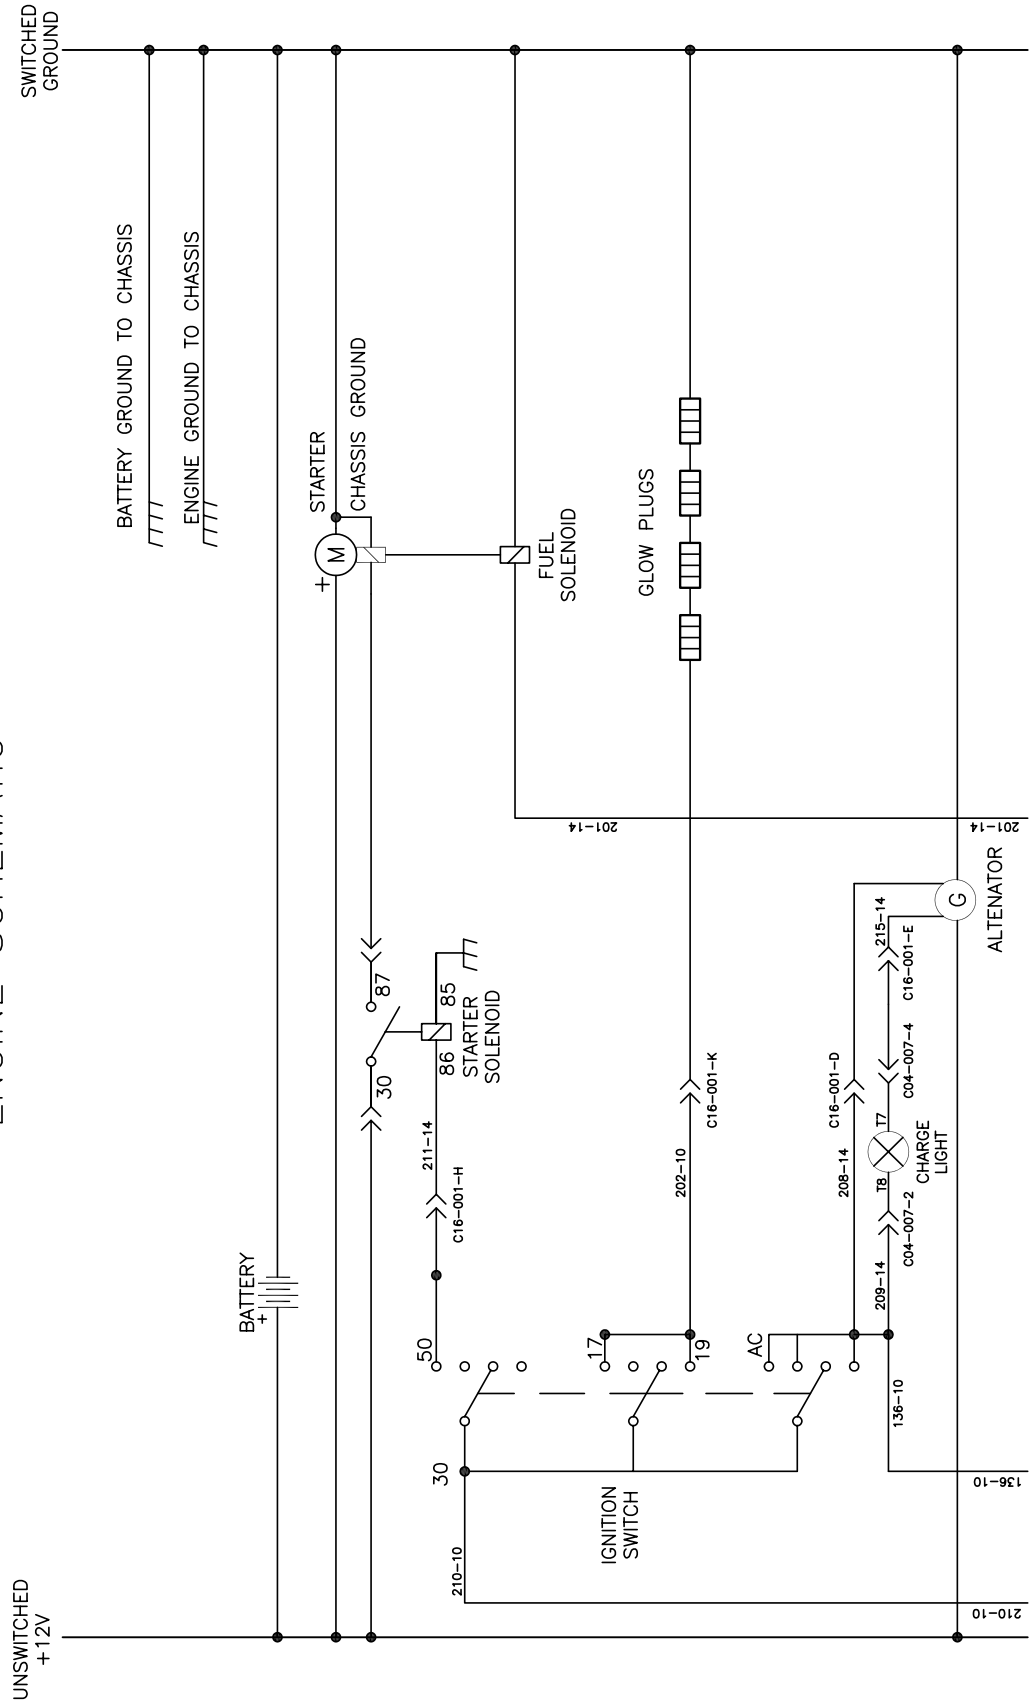 UNSWITCHED
+12V
SWITCHED
GROUND
BATTERY GROUND TO CHASSIS
ENGINE GROUND TO CHASSIS
BATTERY
+
STARTER
+
M
CHASSIS GROUND
30
87
86
85
STARTER
SOLENOID
211-14
C16-001-H
50
30
210-10
210-10
IGNITION
SWITCH
FUEL
SOLENOID
201-14
201-14
GLOW PLUGS
17
19
202-10
C16-001-K
AC
208-14
C16-001-D
136-10
136-10
209-14
C04-007-2
T8
T7
CHARGE
LIGHT
C04-007-4
C16-001-E
215-14
G
ALTENATOR